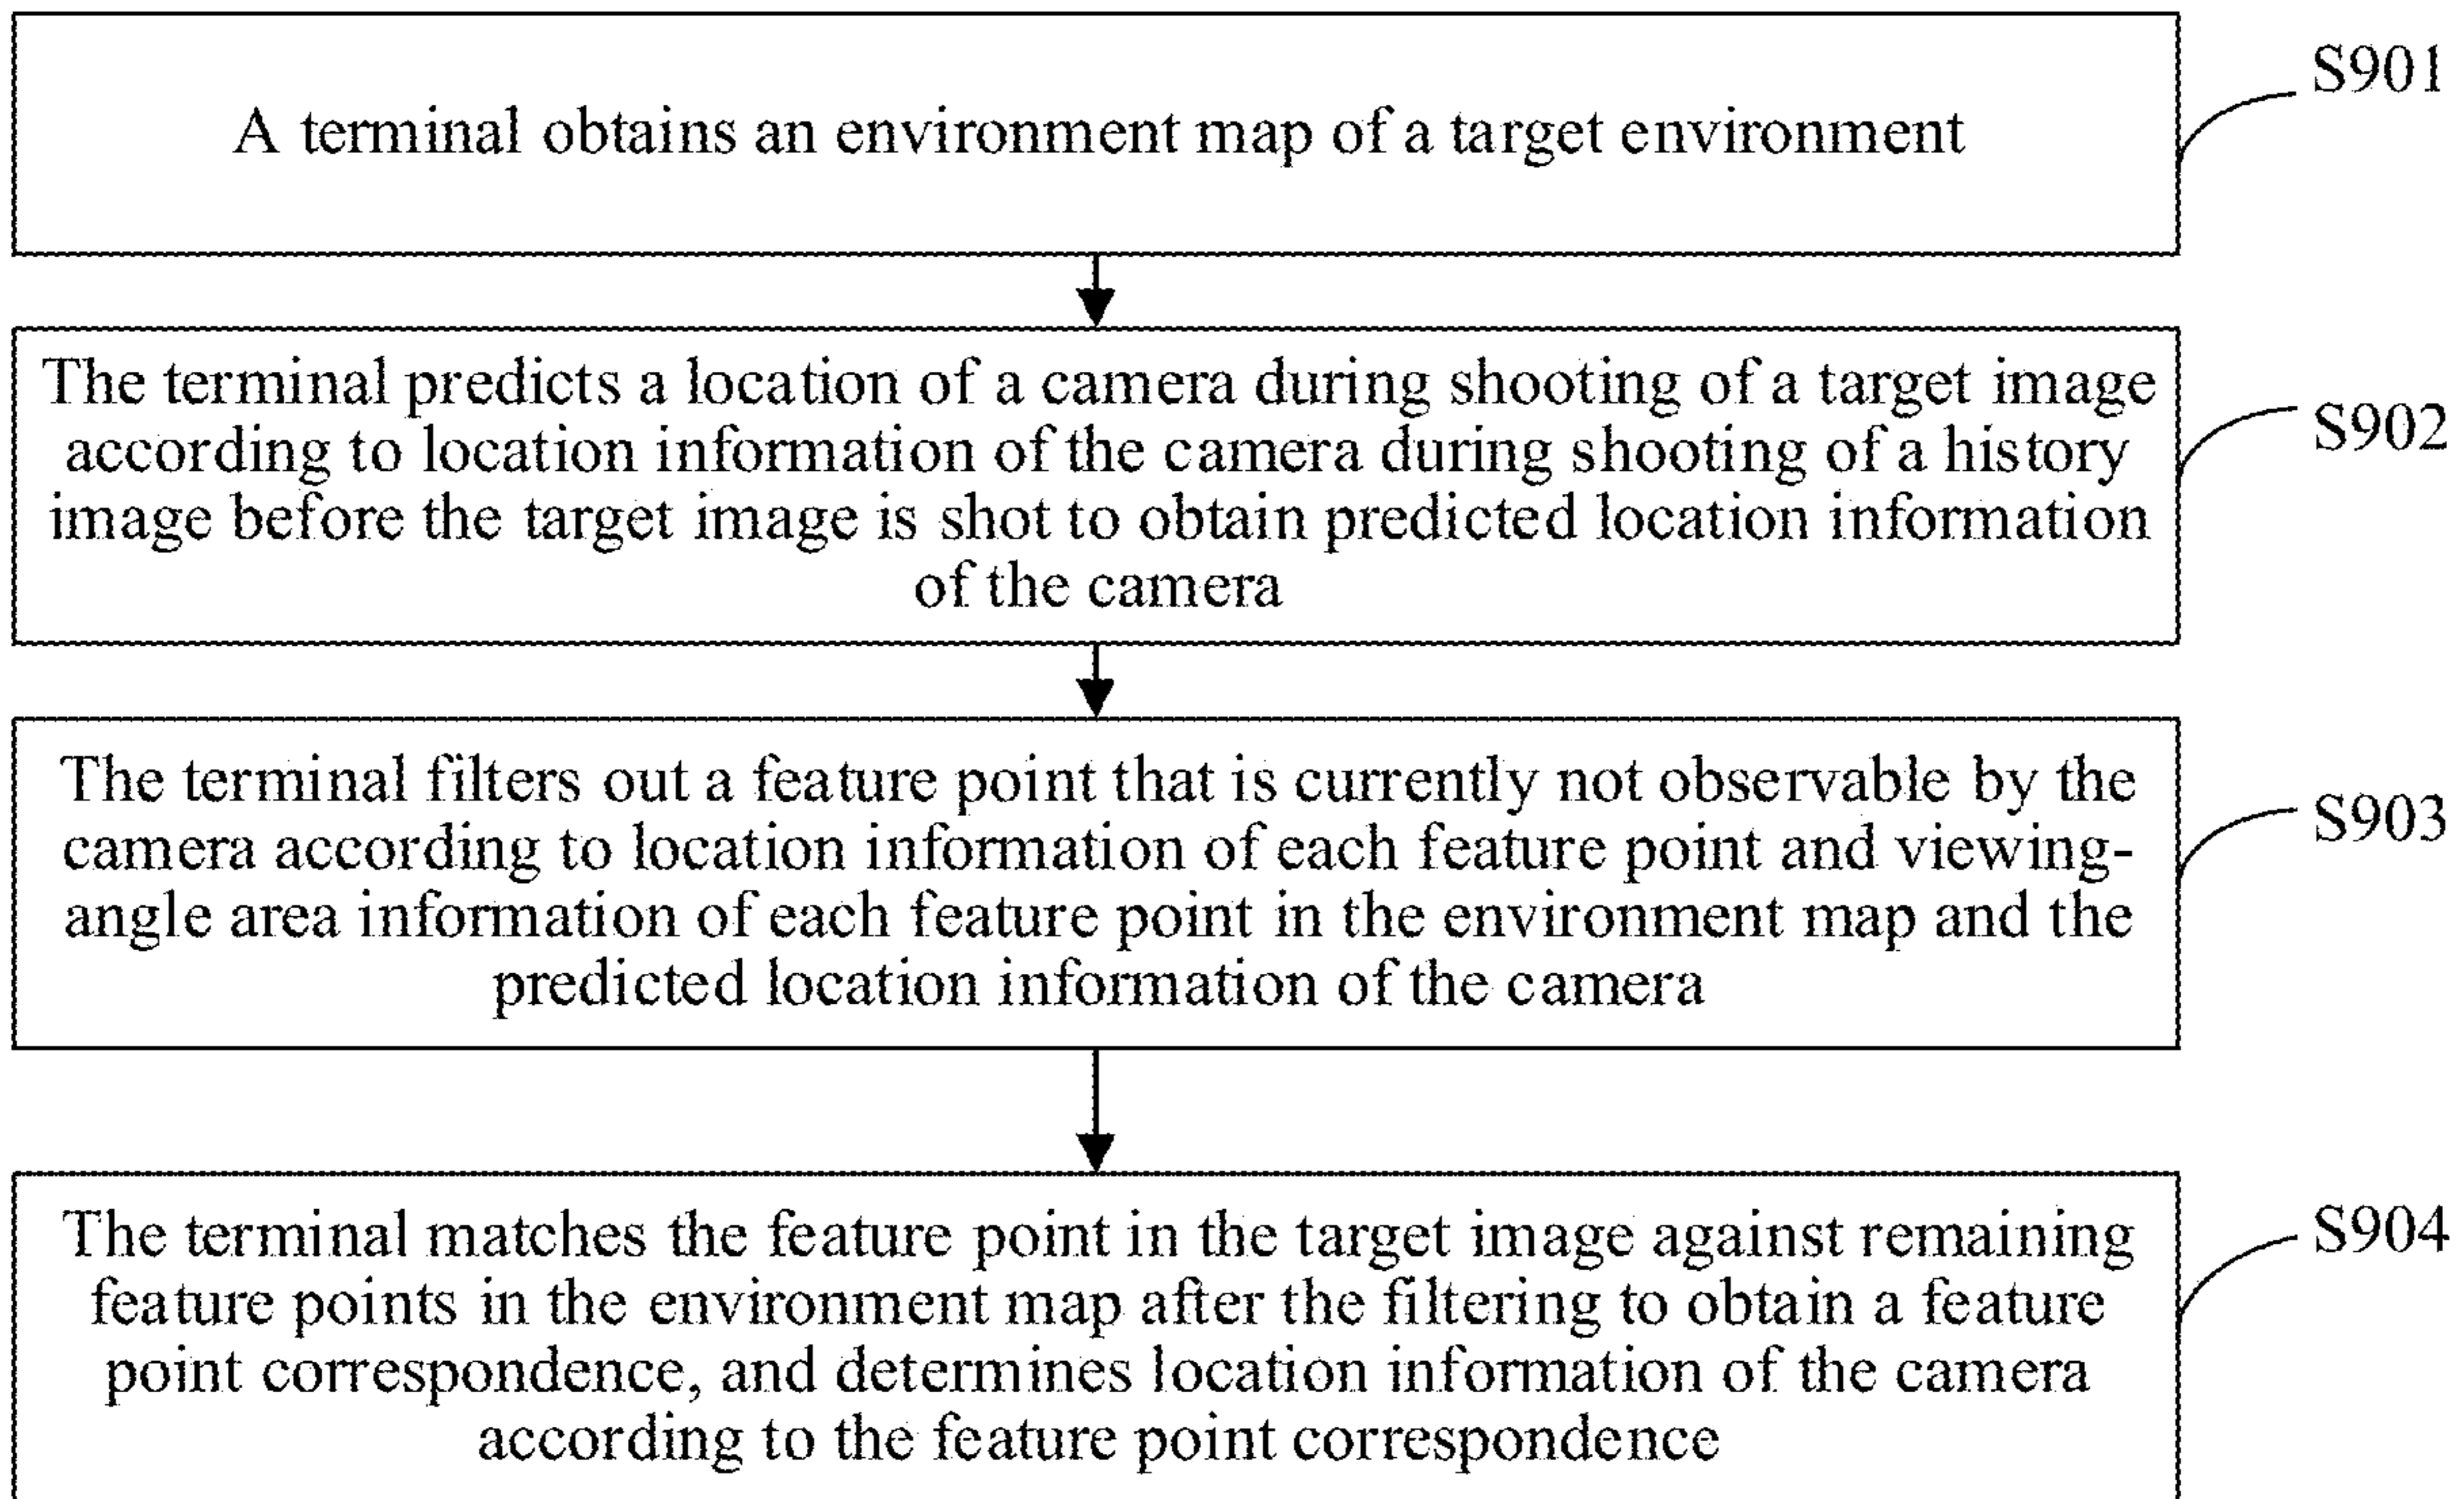 A terminal obtains an environment map of a target environment
S901
The terminal predicts a location of a camera during shooting of a target image
according to location information of the camera during shooting of a history
image before the target image is shot to obtain predicted location information
of the camera
S902
The terminal filters out a feature point that is currently not observable by the
camera according to location information of each feature point and viewing-
angle area information of each feature point in the environment map and the
predicted location information of the camera
S903
The terminal matches the feature point in the target image against remaining
feature points in the environment map after the filtering to obtain a feature
point correspondence, and determines location information of the camera
according to the feature point correspondence
S904